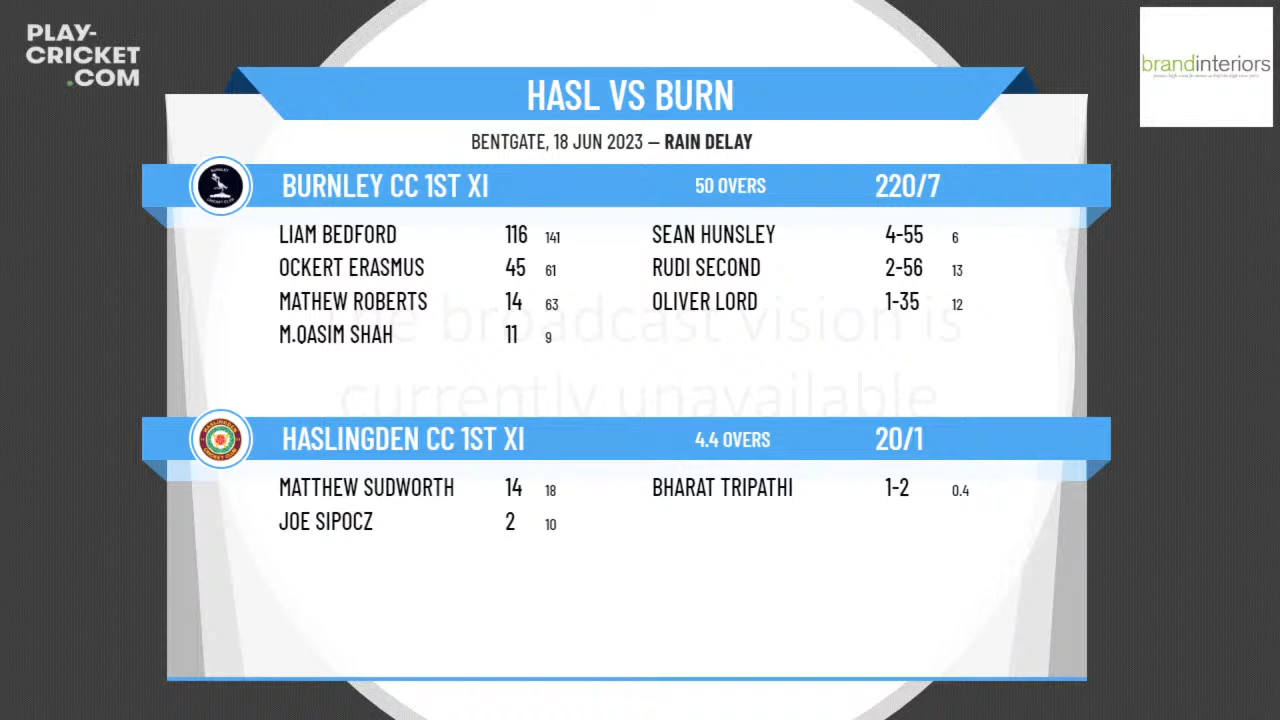 PLAY-
CRICKET
.COM
brandinteriors
HASL VS BURN
BENTGATE, 18 JUN 2023 – RAIN DELAY
BURNLEY CC 1ST XI 50 OVERS 220/7
LIAM BEDFORD 116 141 SEAN HUNSLEY 4-55 6
OCKERT ERASMUS 45 61 RUDI SECOND 2-56 13
MATHEW ROBERTS 14 63 OLIVER LORD 1-35 12
M.QASIM SHAH 11 9
The broadcast vision is
currently unavailable
HASLINGDEN CC 1ST XI 4.4 OVERS 20/1
MATTHEW SUDWORTH 14 18 BHARAT TRIPATHI 1-2 0.4
JOE SIPOCZ 2 10